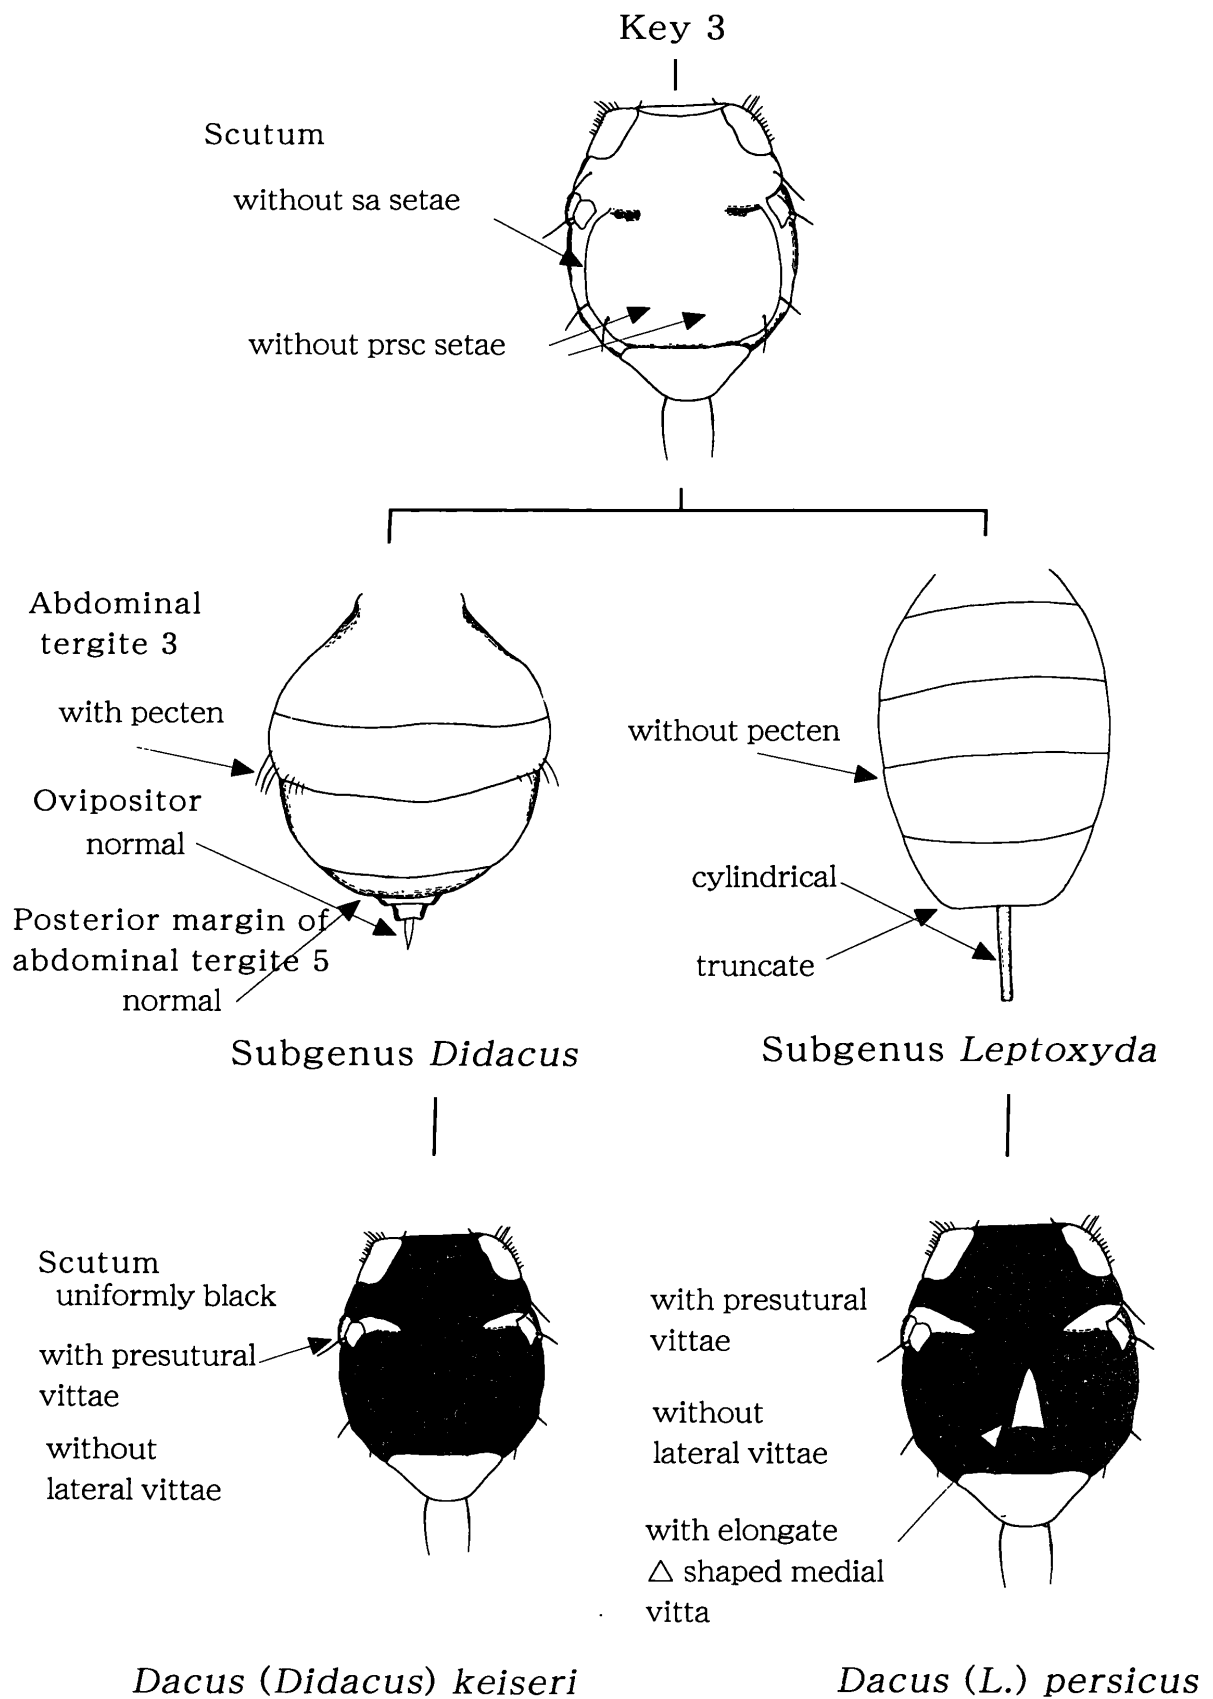 Key 3
Scutum
without sa setae
without prsc setae
Abdominal
tergite 3
with pecten
Ovipositor
normal
Posterior margin of
abdominal tergite 5
normal
without pecten
cylindrical
truncate
Subgenus Didacus
Subgenus Leptoxyda
Scutum
uniformly black
with presutural
vittae
without
lateral vittae
with presutural
vittae
without
lateral vittae
with elongate
△ shaped medial
vitta
Dacus (Didacus) keiseri
Dacus (L.) persicus